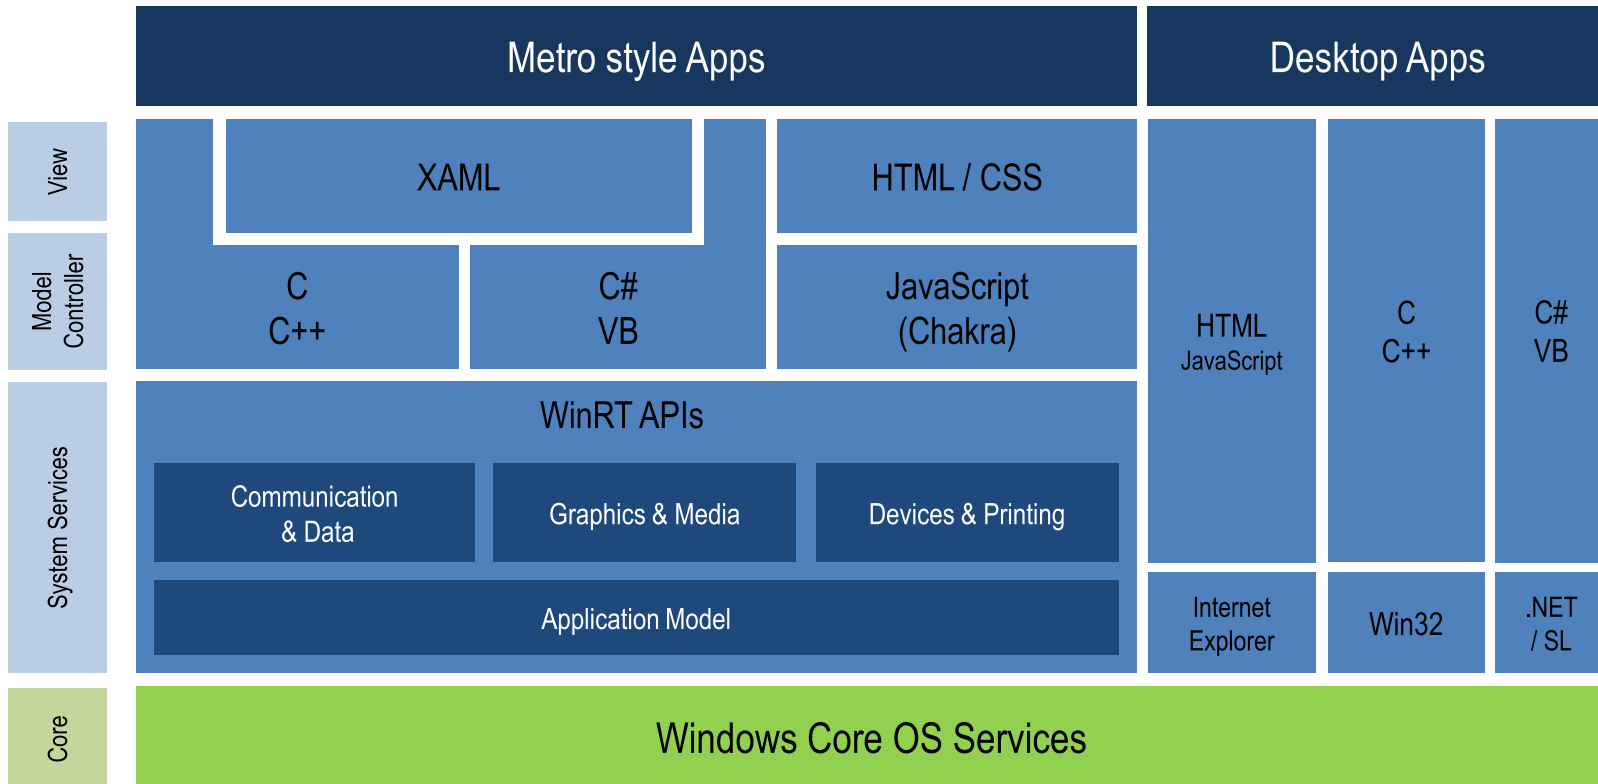 Metro style Apps
Desktop Apps
View
XAML
HTML / CSS
Model
Controller
C
C++
C#
VB
JavaScript
(Chakra)
HTML
JavaScript
C
C++
C#
VB
System Services
WinRT APIs
Communication
& Data
Graphics & Media
Devices & Printing
Application Model
Internet
Explorer
Win32
.NET
/ SL
Core
Windows Core OS Services